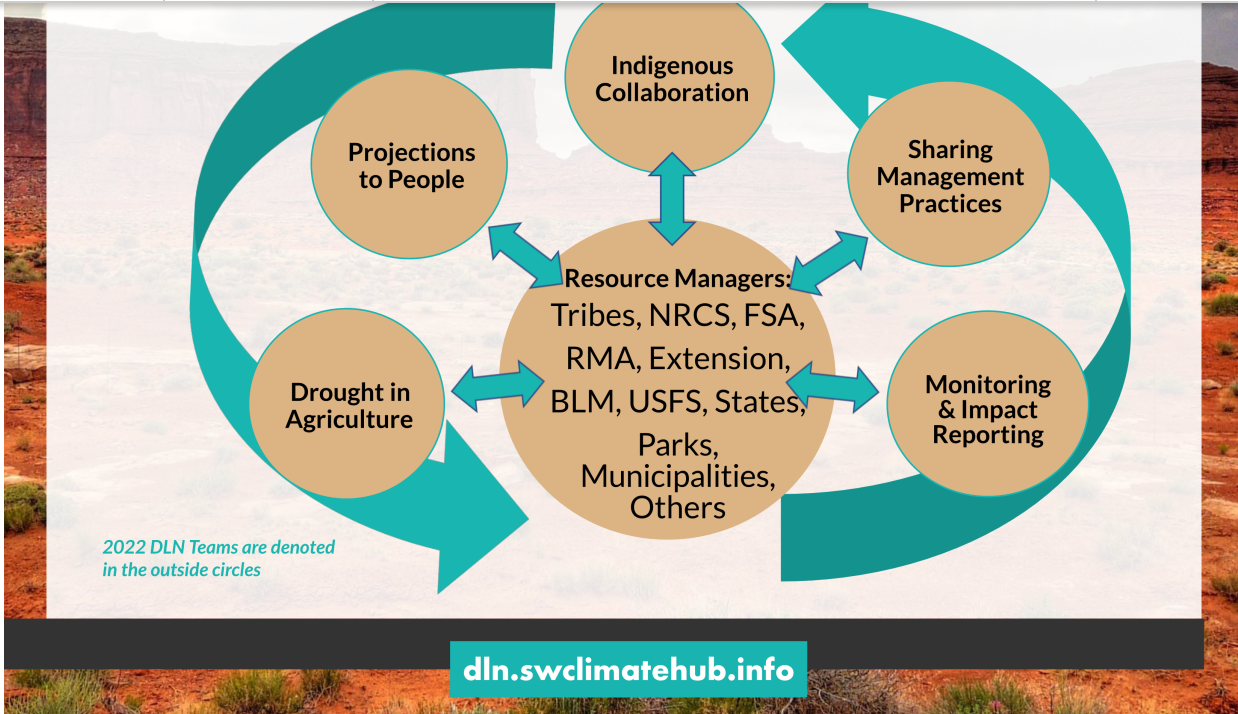 Indigenous
Collaboration
Projections
to People
Sharing
Management
Practices
Resource Managers:
Tribes, NRCS, FSA,
RMA, Extension,
BLM, USFS, States,
Parks,
Municipalities,
Others
Drought in
Agriculture
Monitoring
& Impact
Reporting
2022 DLN Teams are denoted
in the outside circles
dln.swclimatehub.info